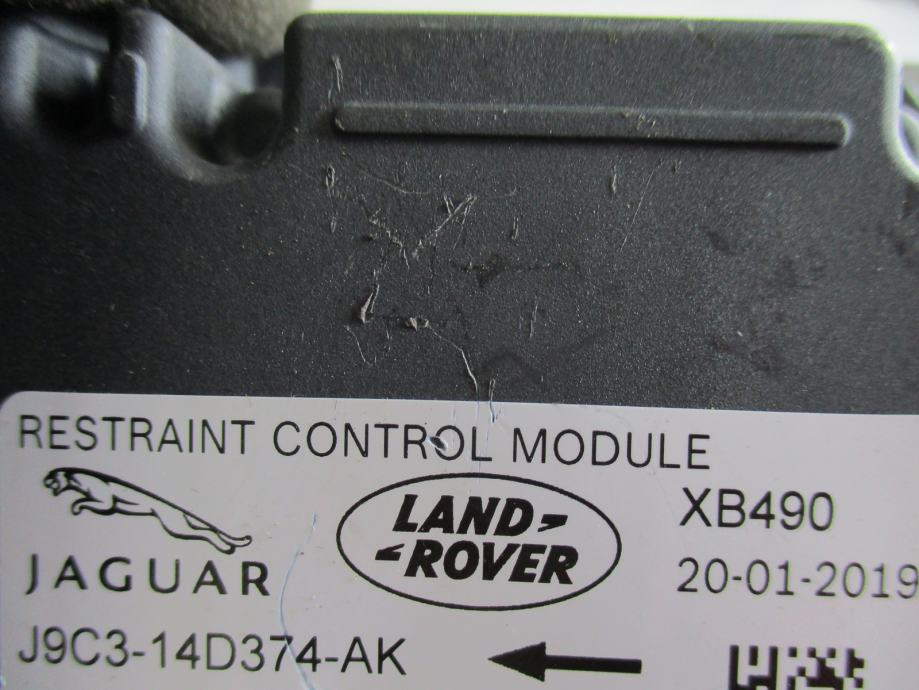 RESTRAINT CONTROL MODULE
JAGUAR
LAND
ROVER
XB490
20-01-2019
J9C3-14D374-AK